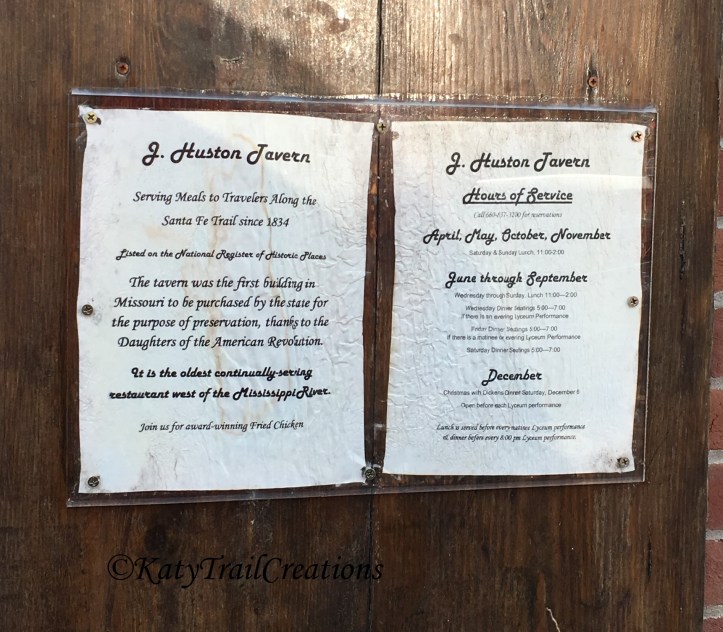 J. Huston Tavern
Serving Meals to Travelers Along the
Santa Fe Trail since 1834
Listed on the National Register of Historic Places
The tavern was the first building in
Missouri to be purchased by the state for
the purpose of preservation, thanks to the
Daughters of the American Revolution.
It is the oldest continually-serving
restaurant west of the Mississippi River.
Join us for award-winning Fried Chicken
J. Huston Tavern
Hours of Service
Call 660-837-3200 for reservations
April, May, October, November
Saturday & Sunday Lunch, 11:00-2:00
June through September
Wednesday through Sunday, Lunch 11:00—2:00
Wednesday Dinner Seatings 5:00—7:00
if there is an evening Lyceum Performance
Friday Dinner Seatings 5:00—7:00
if there is a matinee & evening Lyceum Performance
Saturday Dinner Seatings 5:00—7:00
December
Christmas with Dickens Dinner Saturday, December
Open before each Lyceum performance
Lunch is served before every matinee Lyceum performance
& dinner before every 8:00 pm Lyceum performance.
©KatyTrailCreations